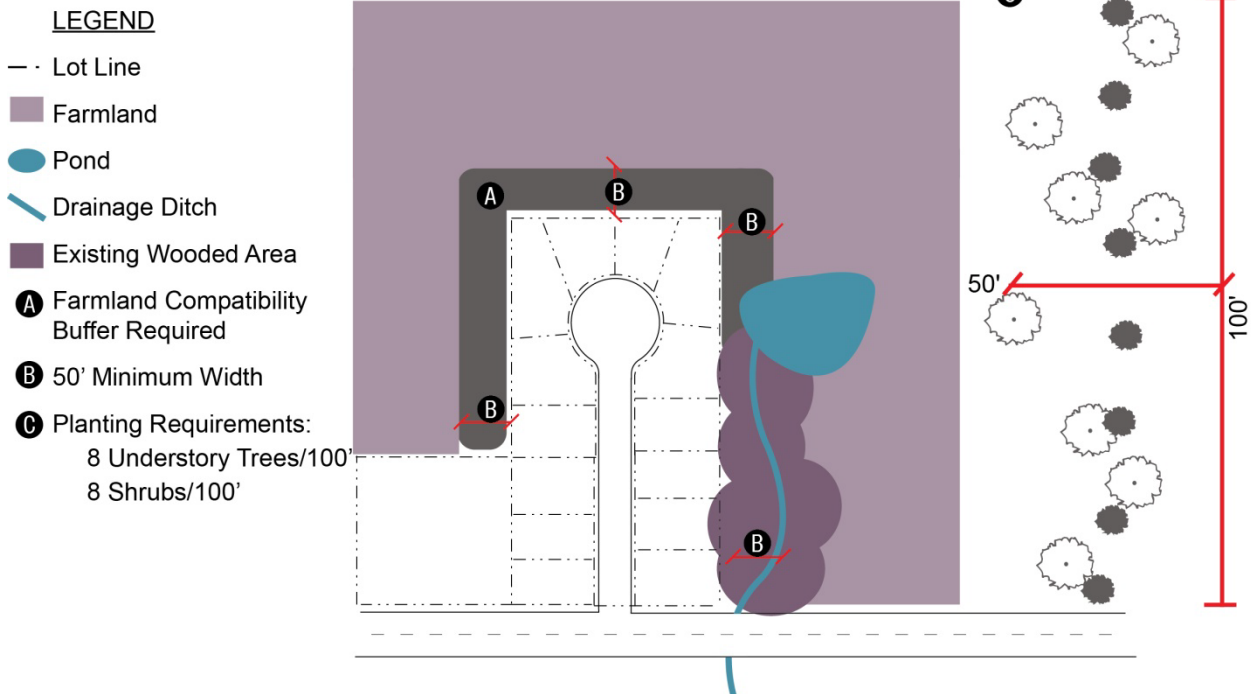 LEGEND
Lot Line
Farmland
Pond
Drainage Ditch
Existing Wooded Area
A Farmland Compatibility
Buffer Required
B 50’ Minimum Width
C Planting Requirements:
8 Understory Trees/100'
8 Shrubs/100'
A
B
B
B
B
50'
100'